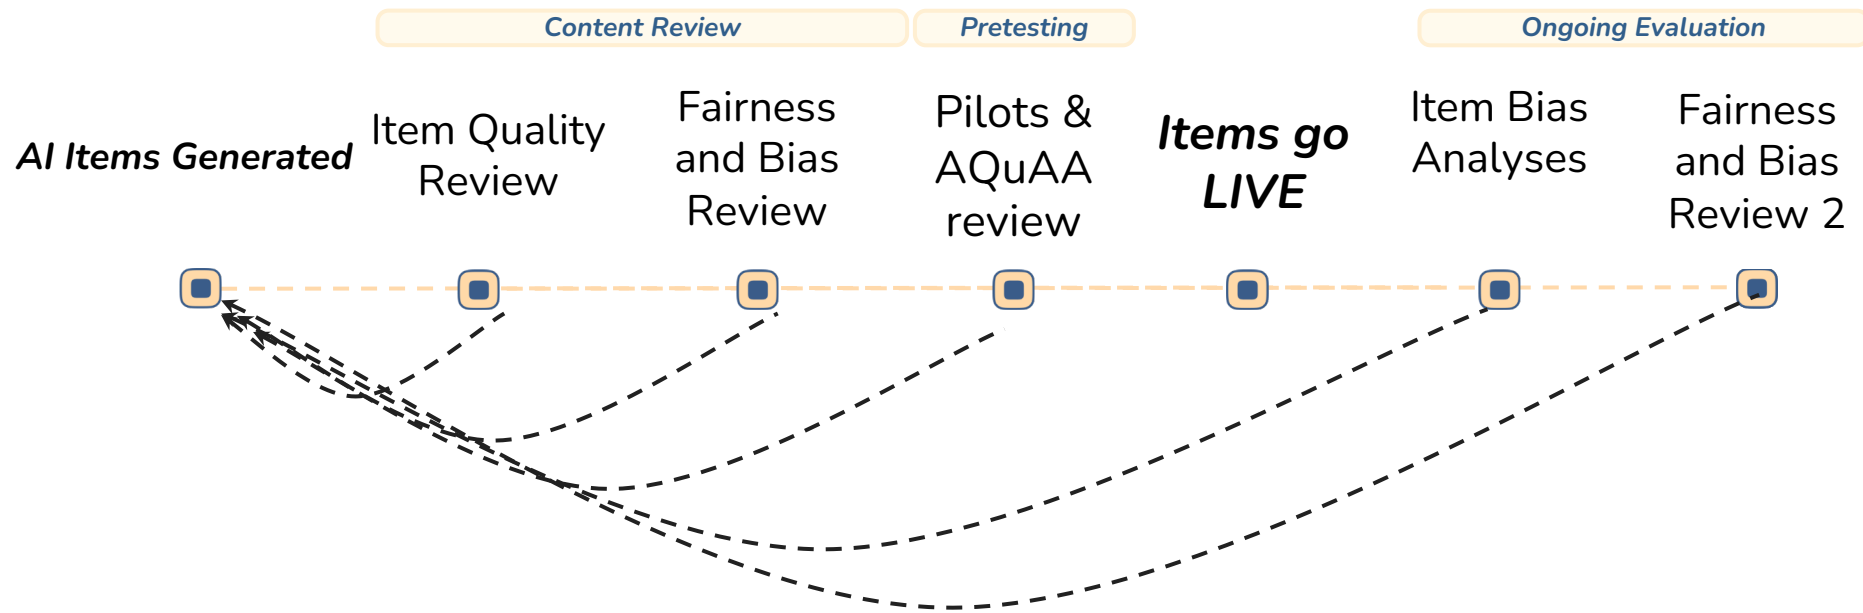 Content Review
Pretesting
Ongoing Evaluation
AI Items Generated
Item Quality
Review
Fairness
and Bias
Review
Pilots &
AQuAA
review
Items go
LIVE
Item Bias
Analyses
Fairness
and Bias
Review 2